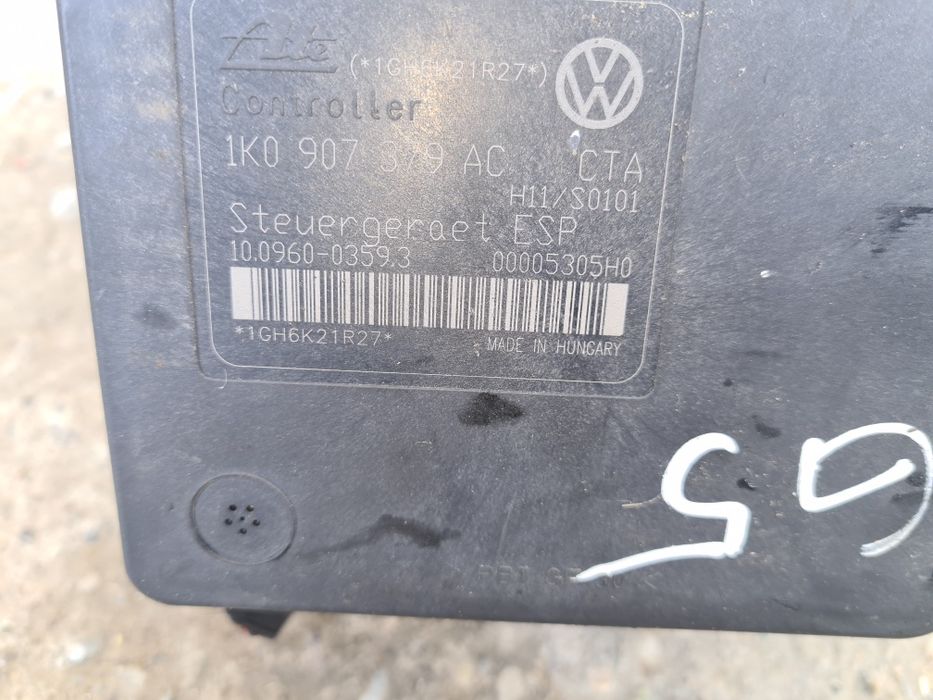 Ate (*1GH6K21R27*)
Controller
1K0 907 379 AC CTA
H11/S0101
Steuergeraet ESP
10.0960-0359.3 00005305H0
*1GH6K21R27* MADE IN HUNGARY
G5